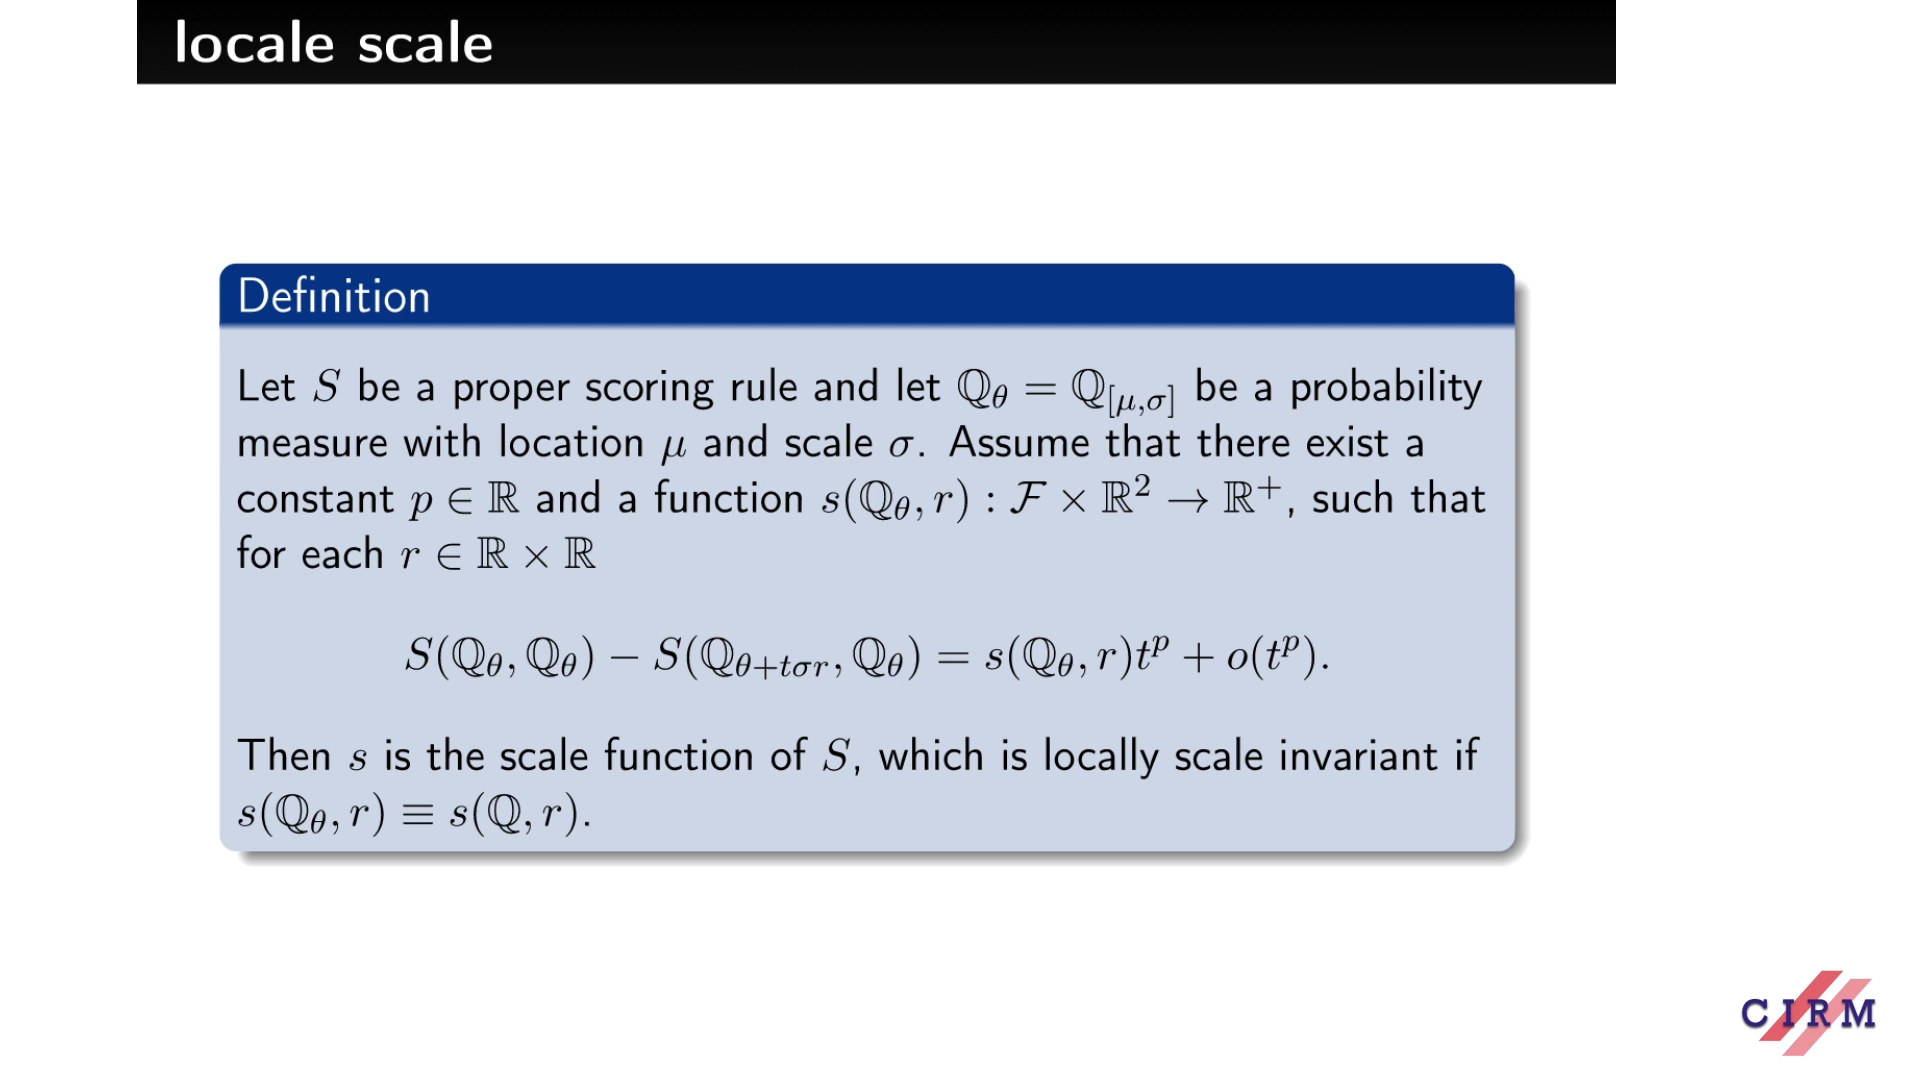 locale scale
Definition
Let S be a proper scoring rule and let ℚ_θ = ℚ_[μ,σ] be a probability
measure with location μ and scale σ. Assume that there exist a
constant p ∈ ℝ and a function s(ℚ_θ, r) : ℱ × ℝ² → ℝ⁺, such that
for each r ∈ ℝ × ℝ
S(ℚ_θ, ℚ_θ) − S(ℚ_{θ+tσr}, ℚ_θ) = s(ℚ_θ, r)t^p + o(t^p).
Then s is the scale function of S, which is locally scale invariant if
s(ℚ_θ, r) ≡ s(ℚ, r).
CIRM